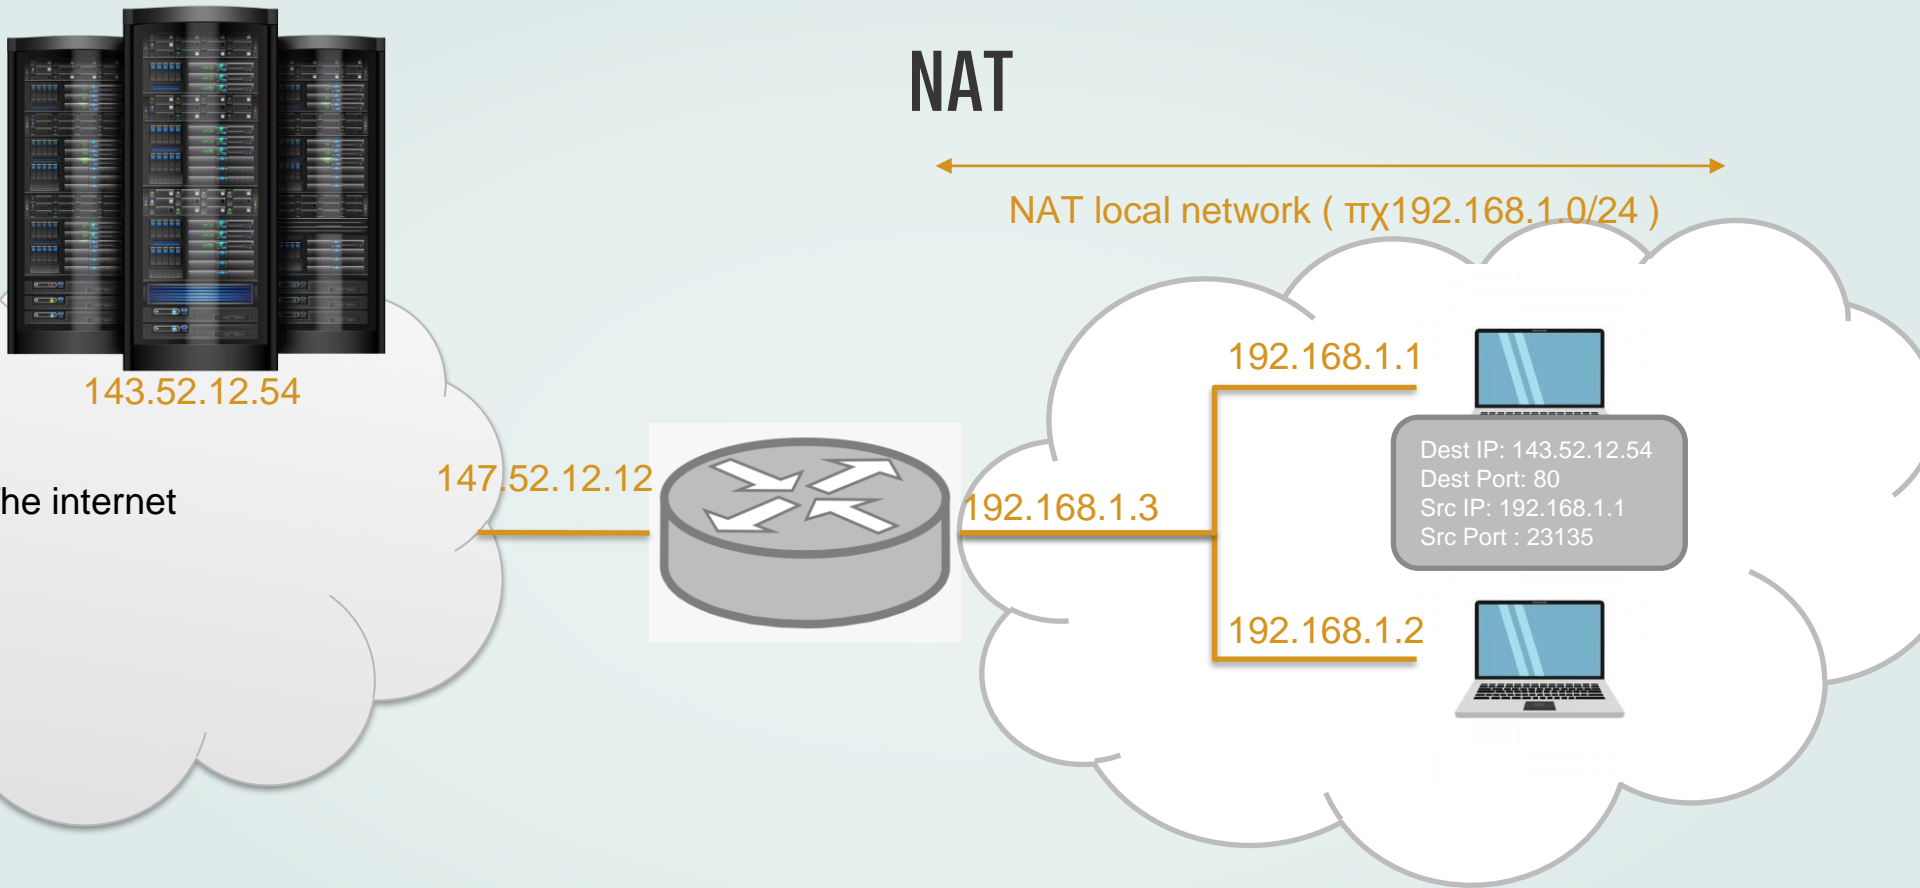 NAT
NAT local network ( πχ192.168.1.0/24 )
143.52.12.54
he internet
147.52.12.12
192.168.1.3
192.168.1.1
Dest IP: 143.52.12.54
Dest Port: 80
Src IP: 192.168.1.1
Src Port : 23135
192.168.1.2